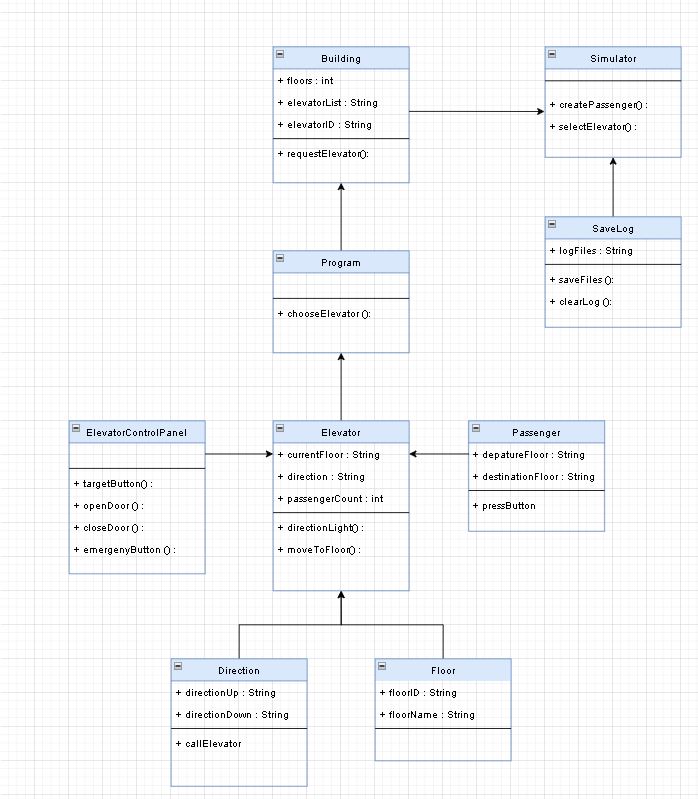 Building
+ floors : int
+ elevatorList : String
+ elevatorID : String
+ requestElevator():
Simulator
+ createPassenger() :
+ selectElevator() :
SaveLog
+ logFiles : String
+ saveFiles ():
+ clearLog ():
Program
+ chooseElevator ():
ElevatorControlPanel
+ targetButton() :
+ openDoor () :
+ closeDoor () :
+ emergenyButton () :
Elevator
+ currentFloor : String
+ direction : String
+ passengerCount : int
+ directionLight() :
+ moveToFloor() :
Passenger
+ depatureFloor : String
+ destinationFloor : String
+ pressButton
Direction
+ directionUp : String
+ directionDown : String
+ callElevator
Floor
+ floorID : String
+ floorName : String